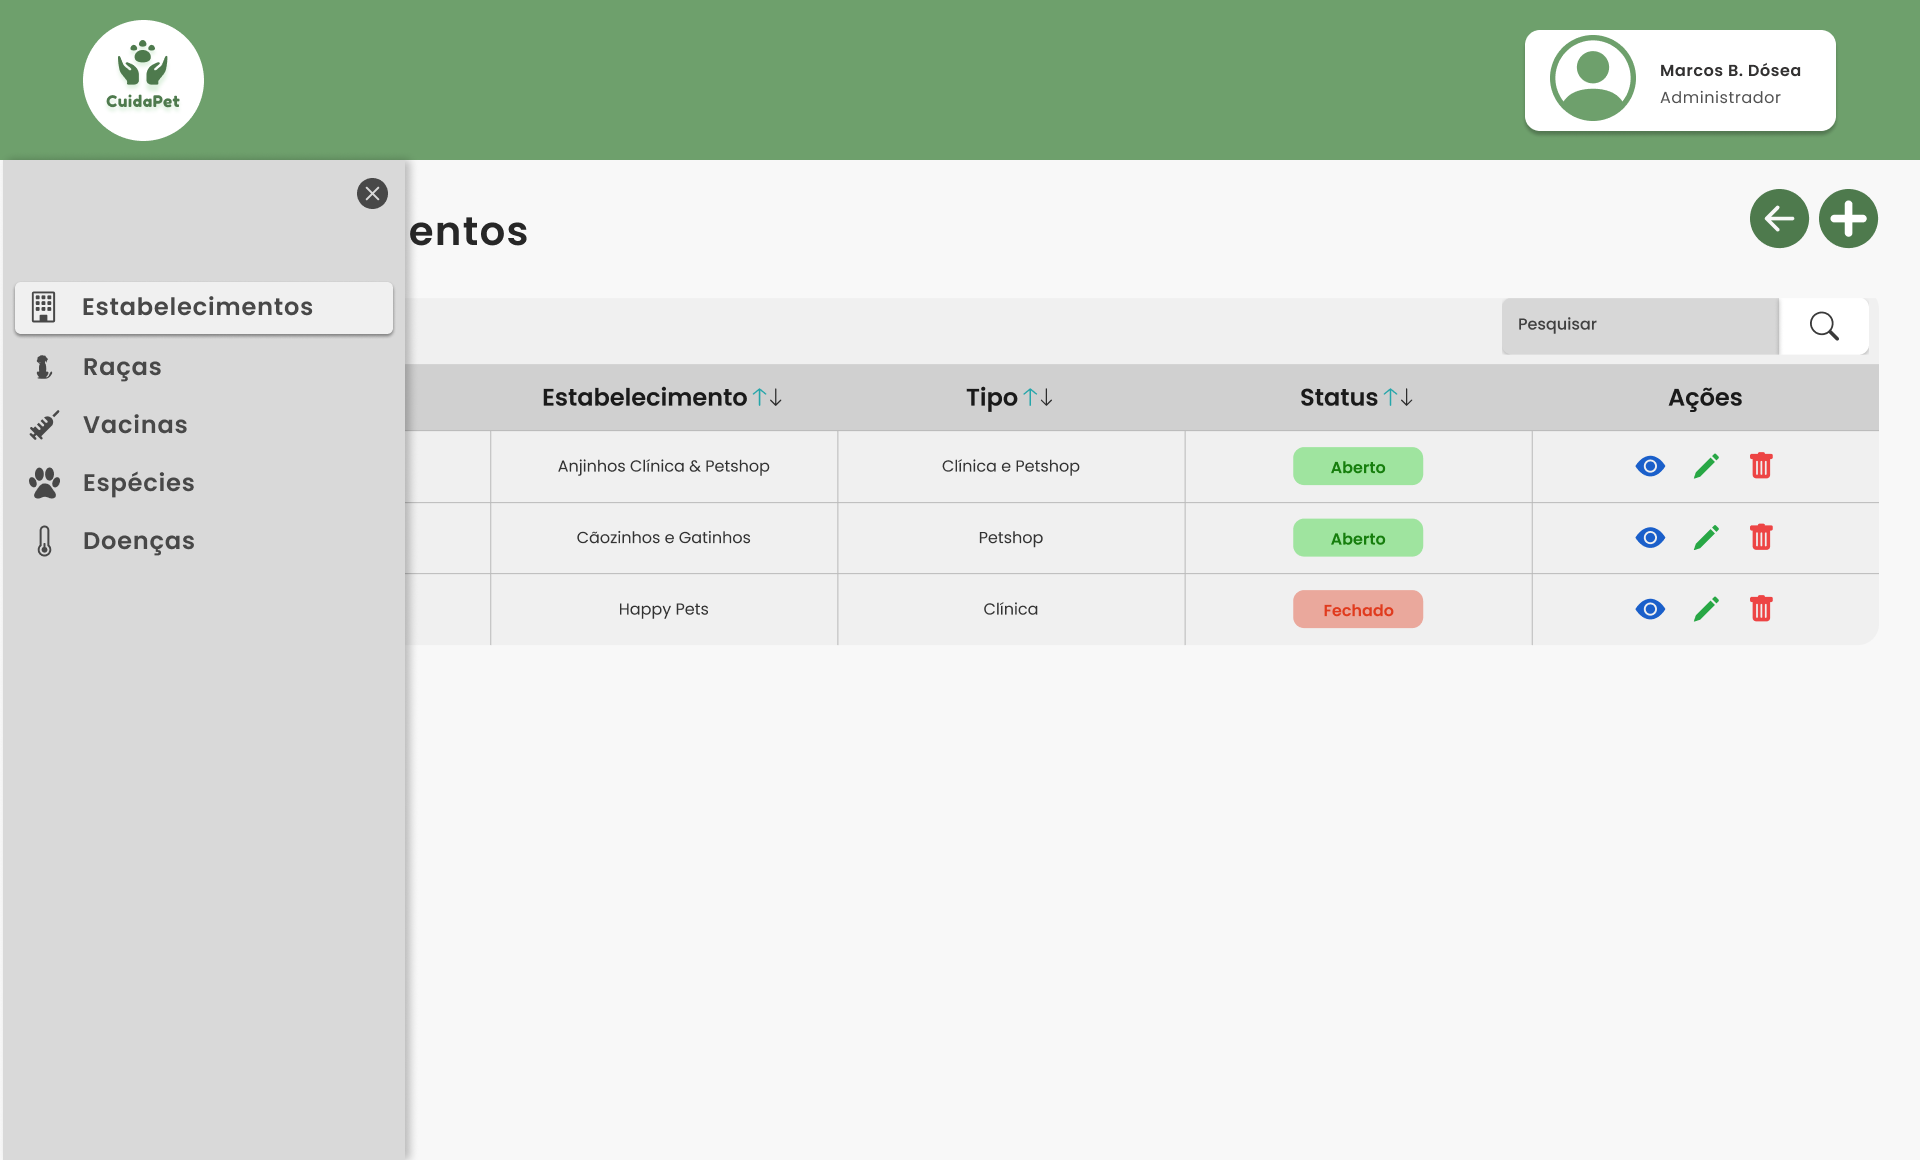 CuidaPet
Marcos B. Dósea
Administrador
entos
Estabelecimentos
Raças
Vacinas
Espécies
Doenças
Pesquisar
Estabelecimento Tipo Status Ações
Anjinhos Clínica & Petshop Clínica e Petshop Aberto
Cãozinhos e Gatinhos Petshop Aberto
Happy Pets Clínica Fechado